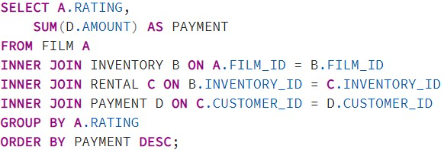 SELECT A.RATING,
SUM(D.AMOUNT) AS PAYMENT
FROM FILM A
INNER JOIN INVENTORY B ON A.FILM_ID = B.FILM_ID
INNER JOIN RENTAL C ON B.INVENTORY_ID = C.INVENTORY_ID
INNER JOIN PAYMENT D ON C.CUSTOMER_ID = D.CUSTOMER_ID
GROUP BY A.RATING
ORDER BY PAYMENT DESC;